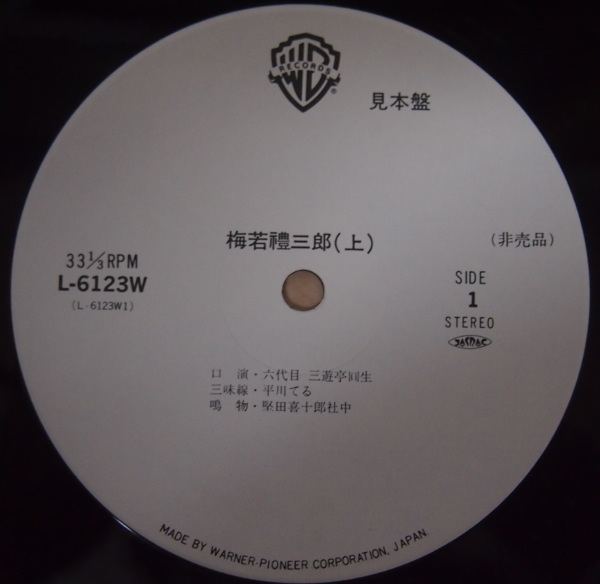 RECORDS
見本盤
梅若禮三郎(上)
(非売品)
33⅓RPM
L-6123W
(L-6123W1)
SIDE
1
STEREO
JASRAC
口 演・六代目 三遊亭圓生
三味線・平川てる
鳴 物・堅田喜十郎社中
MADE BY WARNER-PIONEER CORPORATION, JAPAN